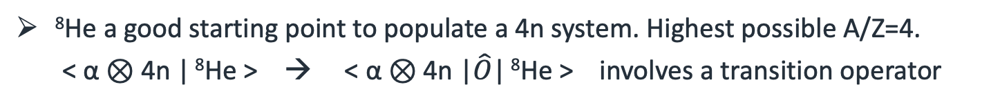 ➢ ⁸He a good starting point to populate a 4n system. Highest possible A/Z=4.
< α ⊗ 4n | ⁸He > → < α ⊗ 4n |Ô| ⁸He > involves a transition operator